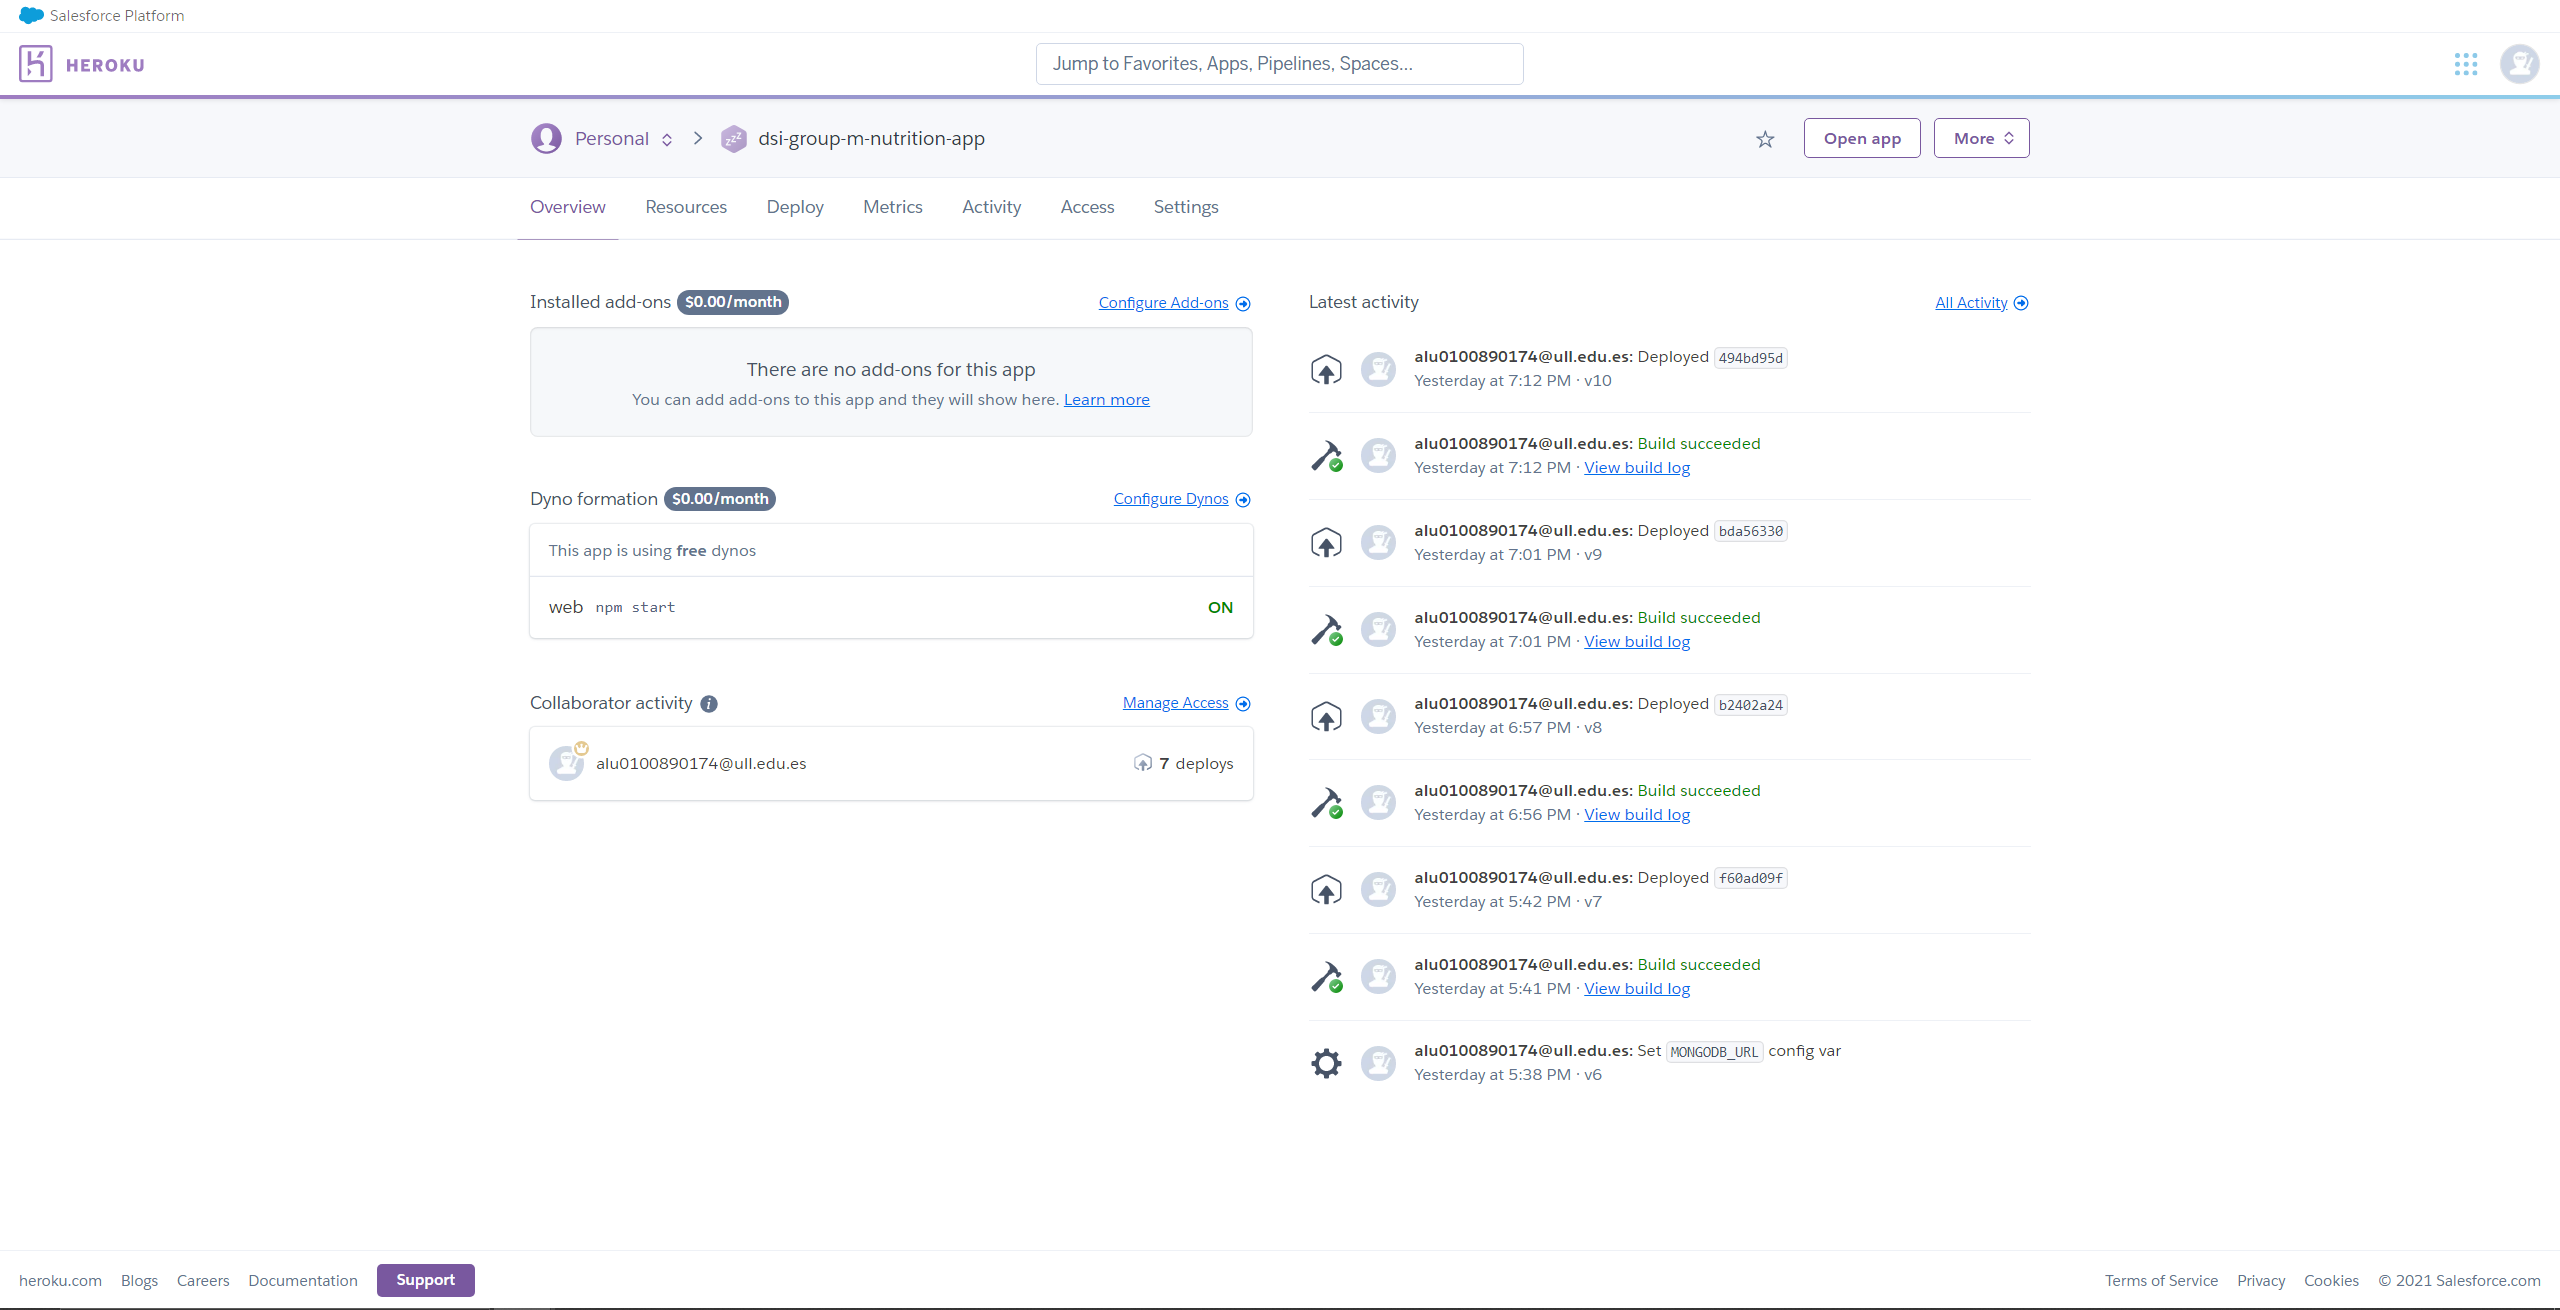 Salesforce Platform
HEROKU
Jump to Favorites, Apps, Pipelines, Spaces...
Personal
zzz
dsi-group-m-nutrition-app
Open app
More
Overview
Resources
Deploy
Metrics
Activity
Access
Settings
Installed add-ons $0.00/month
Configure Add-ons
There are no add-ons for this app
You can add add-ons to this app and they will show here. Learn more
Dyno formation $0.00/month
Configure Dynos
This app is using free dynos
web npm start
ON
Collaborator activity i
Manage Access
alu0100890174@ull.edu.es
7 deploys
Latest activity
All Activity
alu0100890174@ull.edu.es: Deployed 494bd95d
Yesterday at 7:12 PM · v10
alu0100890174@ull.edu.es: Build succeeded
Yesterday at 7:12 PM · View build log
alu0100890174@ull.edu.es: Deployed bda56330
Yesterday at 7:01 PM · v9
alu0100890174@ull.edu.es: Build succeeded
Yesterday at 7:01 PM · View build log
alu0100890174@ull.edu.es: Deployed b2402a24
Yesterday at 6:57 PM · v8
alu0100890174@ull.edu.es: Build succeeded
Yesterday at 6:56 PM · View build log
alu0100890174@ull.edu.es: Deployed f60ad09f
Yesterday at 5:42 PM · v7
alu0100890174@ull.edu.es: Build succeeded
Yesterday at 5:41 PM · View build log
alu0100890174@ull.edu.es: Set MONGODB_URL config var
Yesterday at 5:38 PM · v6
heroku.com
Blogs
Careers
Documentation
Support
Terms of Service
Privacy
Cookies
© 2021 Salesforce.com